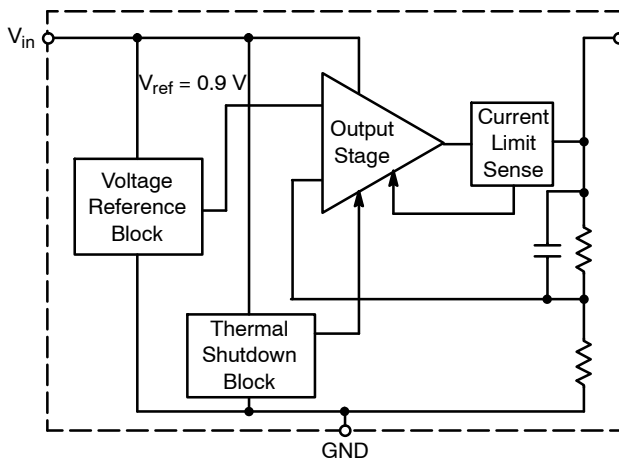 Vin
Vref = 0.9 V
Output
Stage
Current
Limit
Sense
Voltage
Reference
Block
Thermal
Shutdown
Block
GND